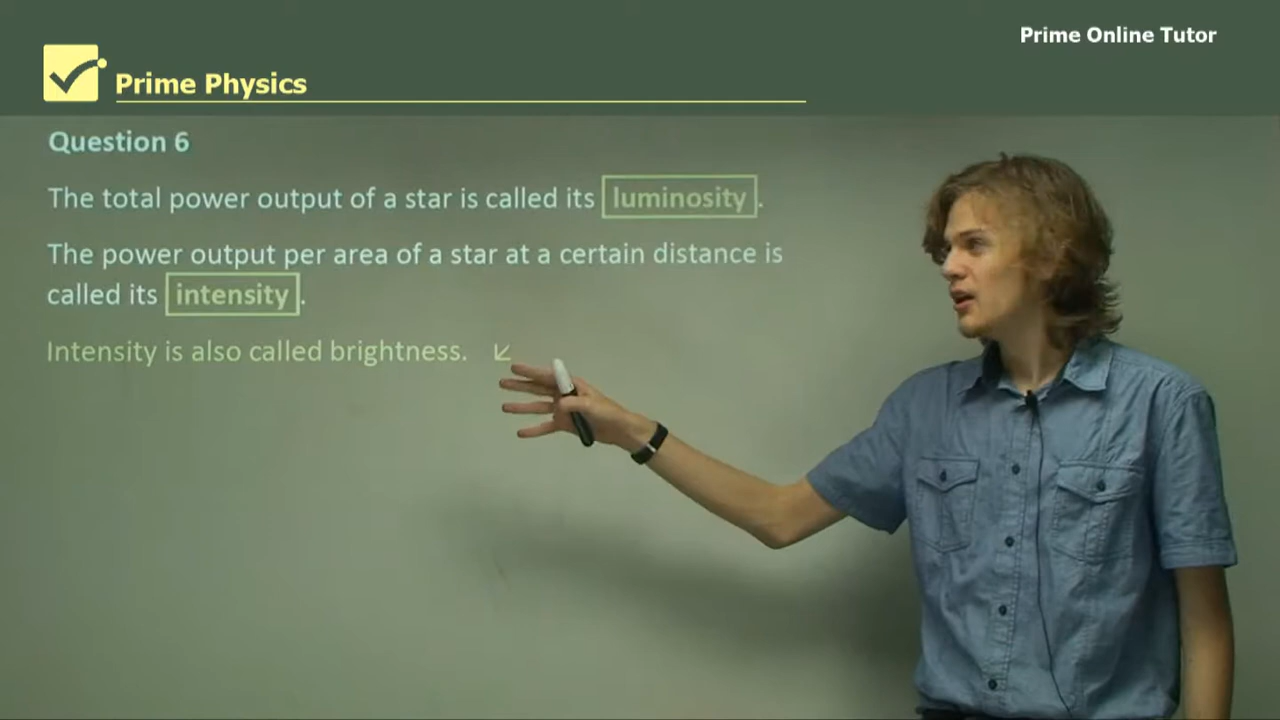 Prime Online Tutor
Prime Physics
Question 6
The total power output of a star is called its luminosity.
The power output per area of a star at a certain distance is
called its intensity.
Intensity is also called brightness.